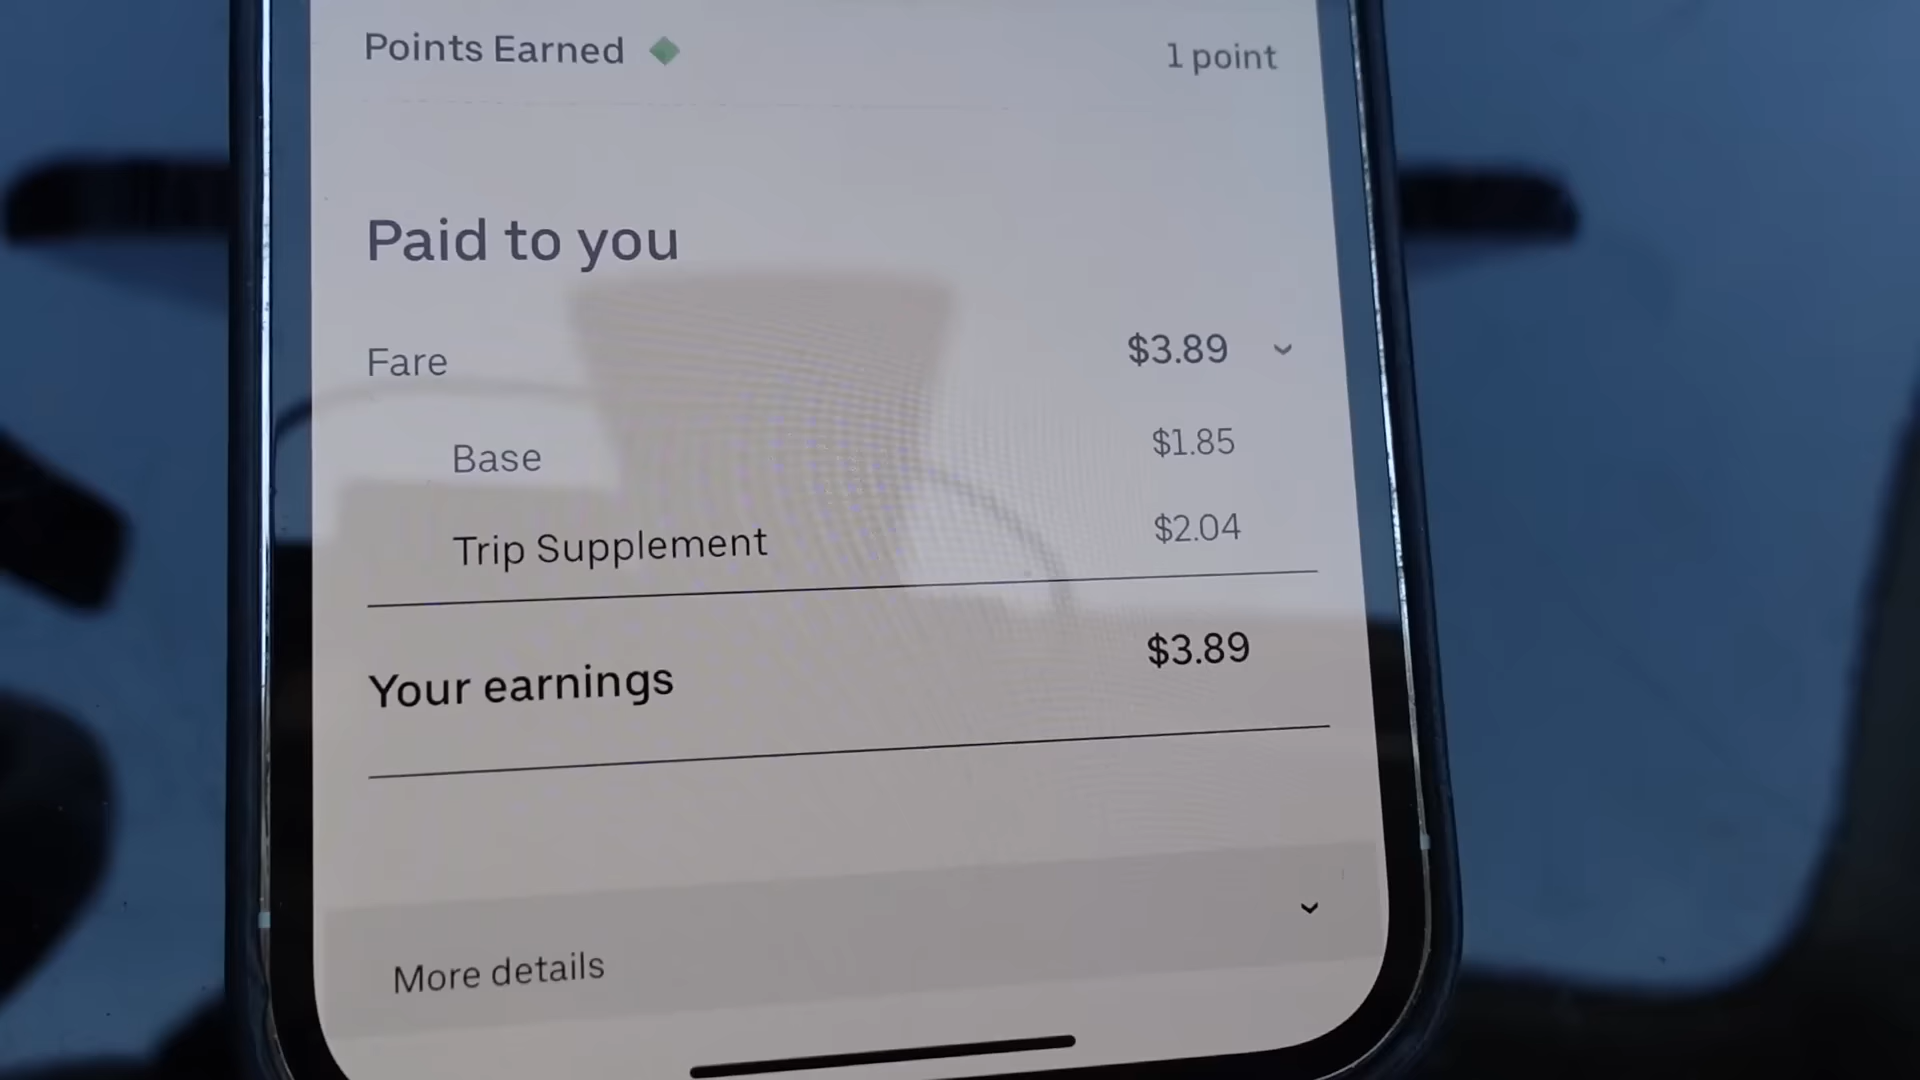 Points Earned 1 point
Paid to you
Fare $3.89
Base $1.85
Trip Supplement $2.04
Your earnings $3.89
More details